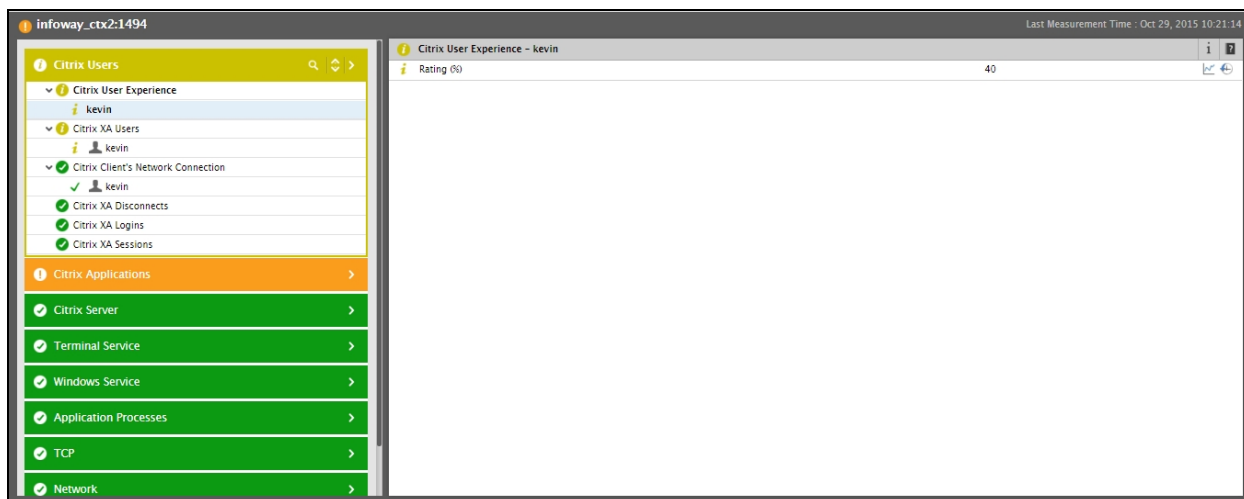 infoway_ctx2:1494
Last Measurement Time : Oct 29, 2015 10:21:14
Citrix Users
Citrix User Experience
kevin
Citrix XA Users
kevin
Citrix Client's Network Connection
kevin
Citrix XA Disconnects
Citrix XA Logins
Citrix XA Sessions
Citrix Applications
Citrix Server
Terminal Service
Windows Service
Application Processes
TCP
Network
Citrix User Experience - kevin
Rating (%) 40